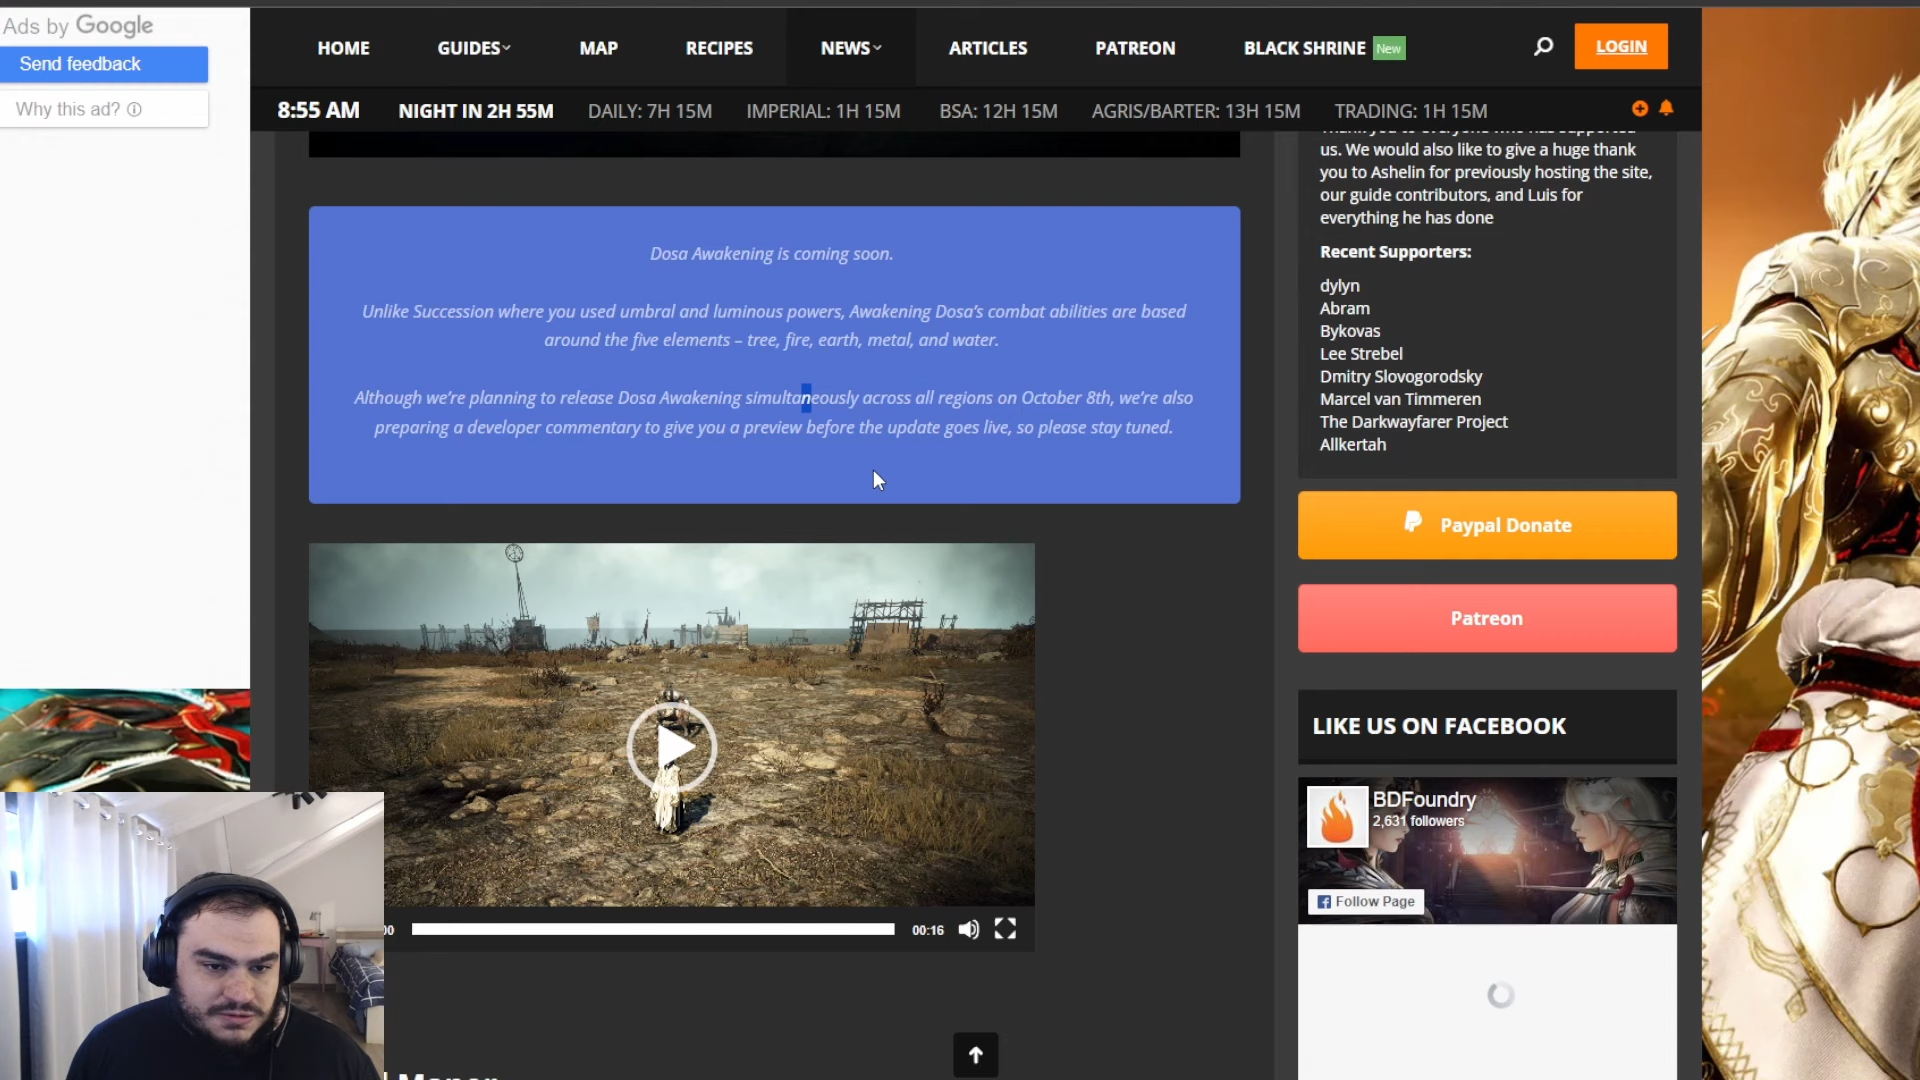 Ads by Google
Send feedback
Why this ad?
HOME GUIDES MAP RECIPES NEWS ARTICLES PATREON BLACK SHRINE New LOGIN
8:55 AM NIGHT IN 2H 55M DAILY: 7H 15M IMPERIAL: 1H 15M BSA: 12H 15M AGRIS/BARTER: 13H 15M TRADING: 1H 15M
Dosa Awakening is coming soon.
Unlike Succession where you used umbral and luminous powers, Awakening Dosa's combat abilities are based
around the five elements – tree, fire, earth, metal, and water.
Although we're planning to release Dosa Awakening simultaneously across all regions on October 8th, we're also
preparing a developer commentary to give you a preview before the update goes live, so please stay tuned.
00:16
Thank you to everyone who has supported
us. We would also like to give a huge thank
you to Ashelin for previously hosting the site,
our guide contributors, and Luis for
everything he has done
Recent Supporters:
dylyn
Abram
Bykovas
Lee Strebel
Dmitry Slovogorodsky
Marcel van Timmeren
The Darkwayfarer Project
Allkertah
Paypal Donate
Patreon
LIKE US ON FACEBOOK
BDFoundry
2,631 followers
Follow Page